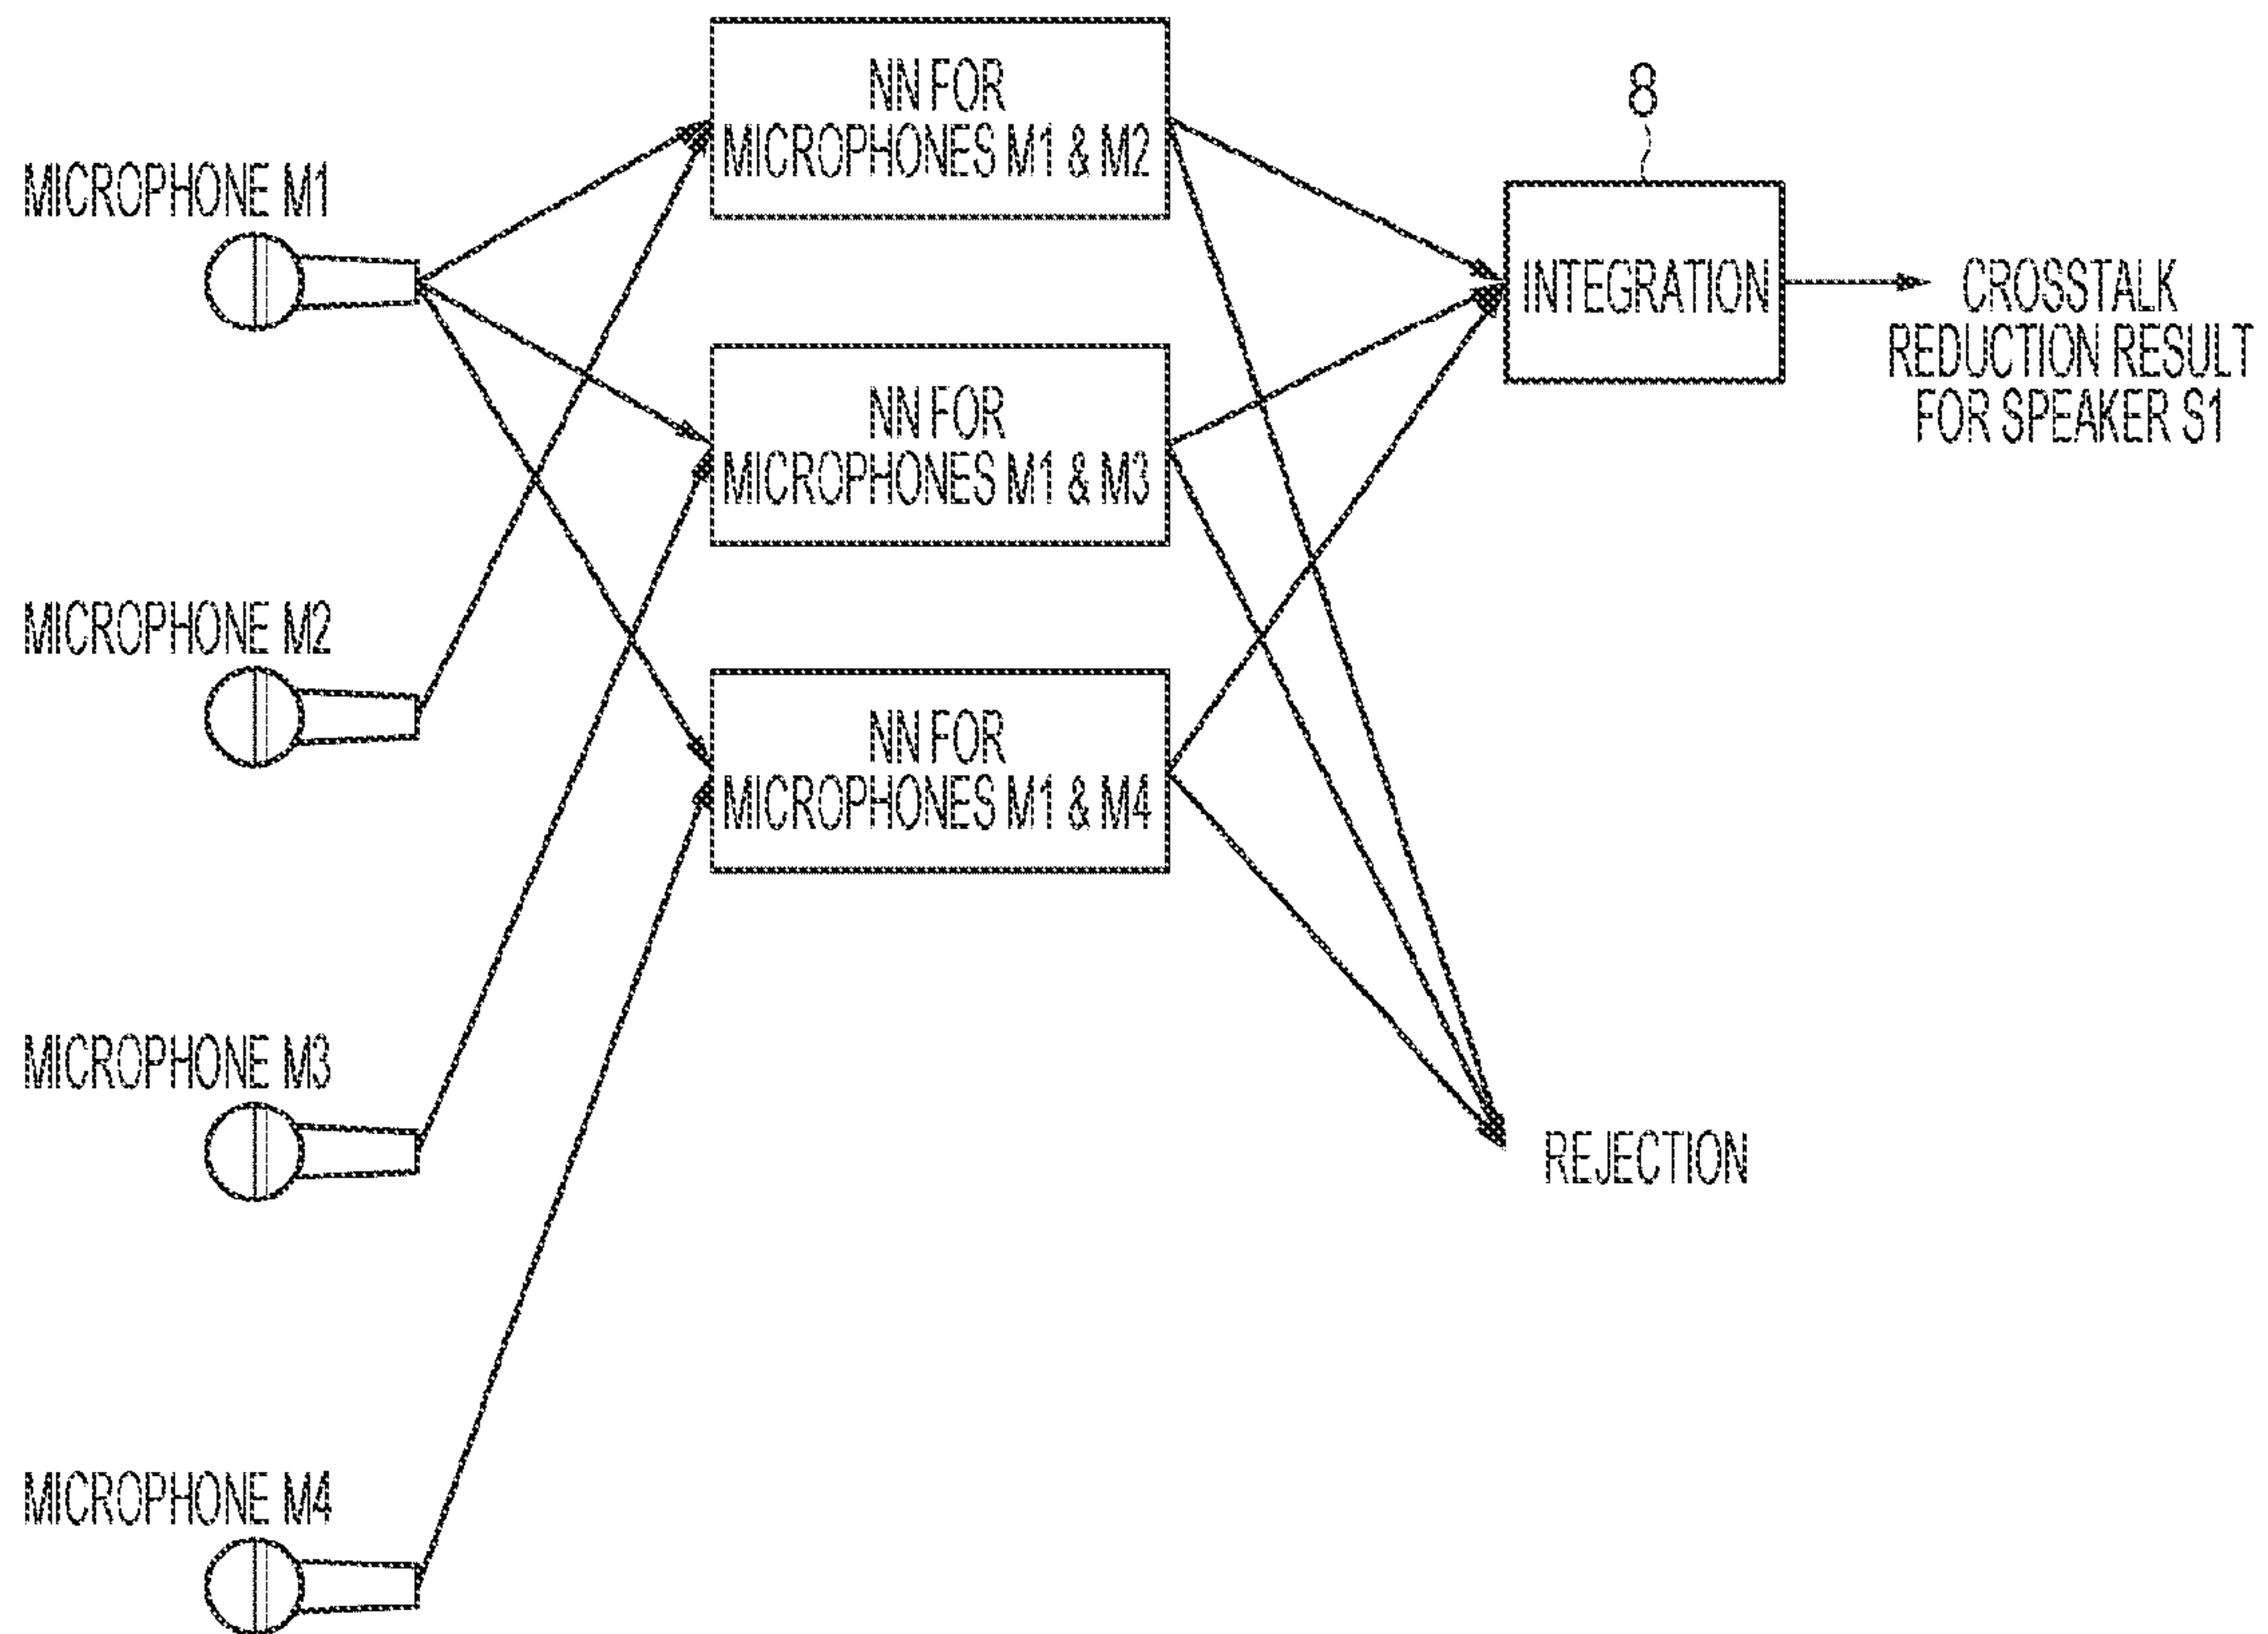 MICROPHONE M1
MICROPHONE M2
MICROPHONE M3
MICROPHONE M4
NN FOR
MICROPHONES M1 & M2
NN FOR
MICROPHONES M1 & M3
NN FOR
MICROPHONES M1 & M4
8
INTEGRATION
CROSSTALK
REDUCTION RESULT
FOR SPEAKER S1
REJECTION